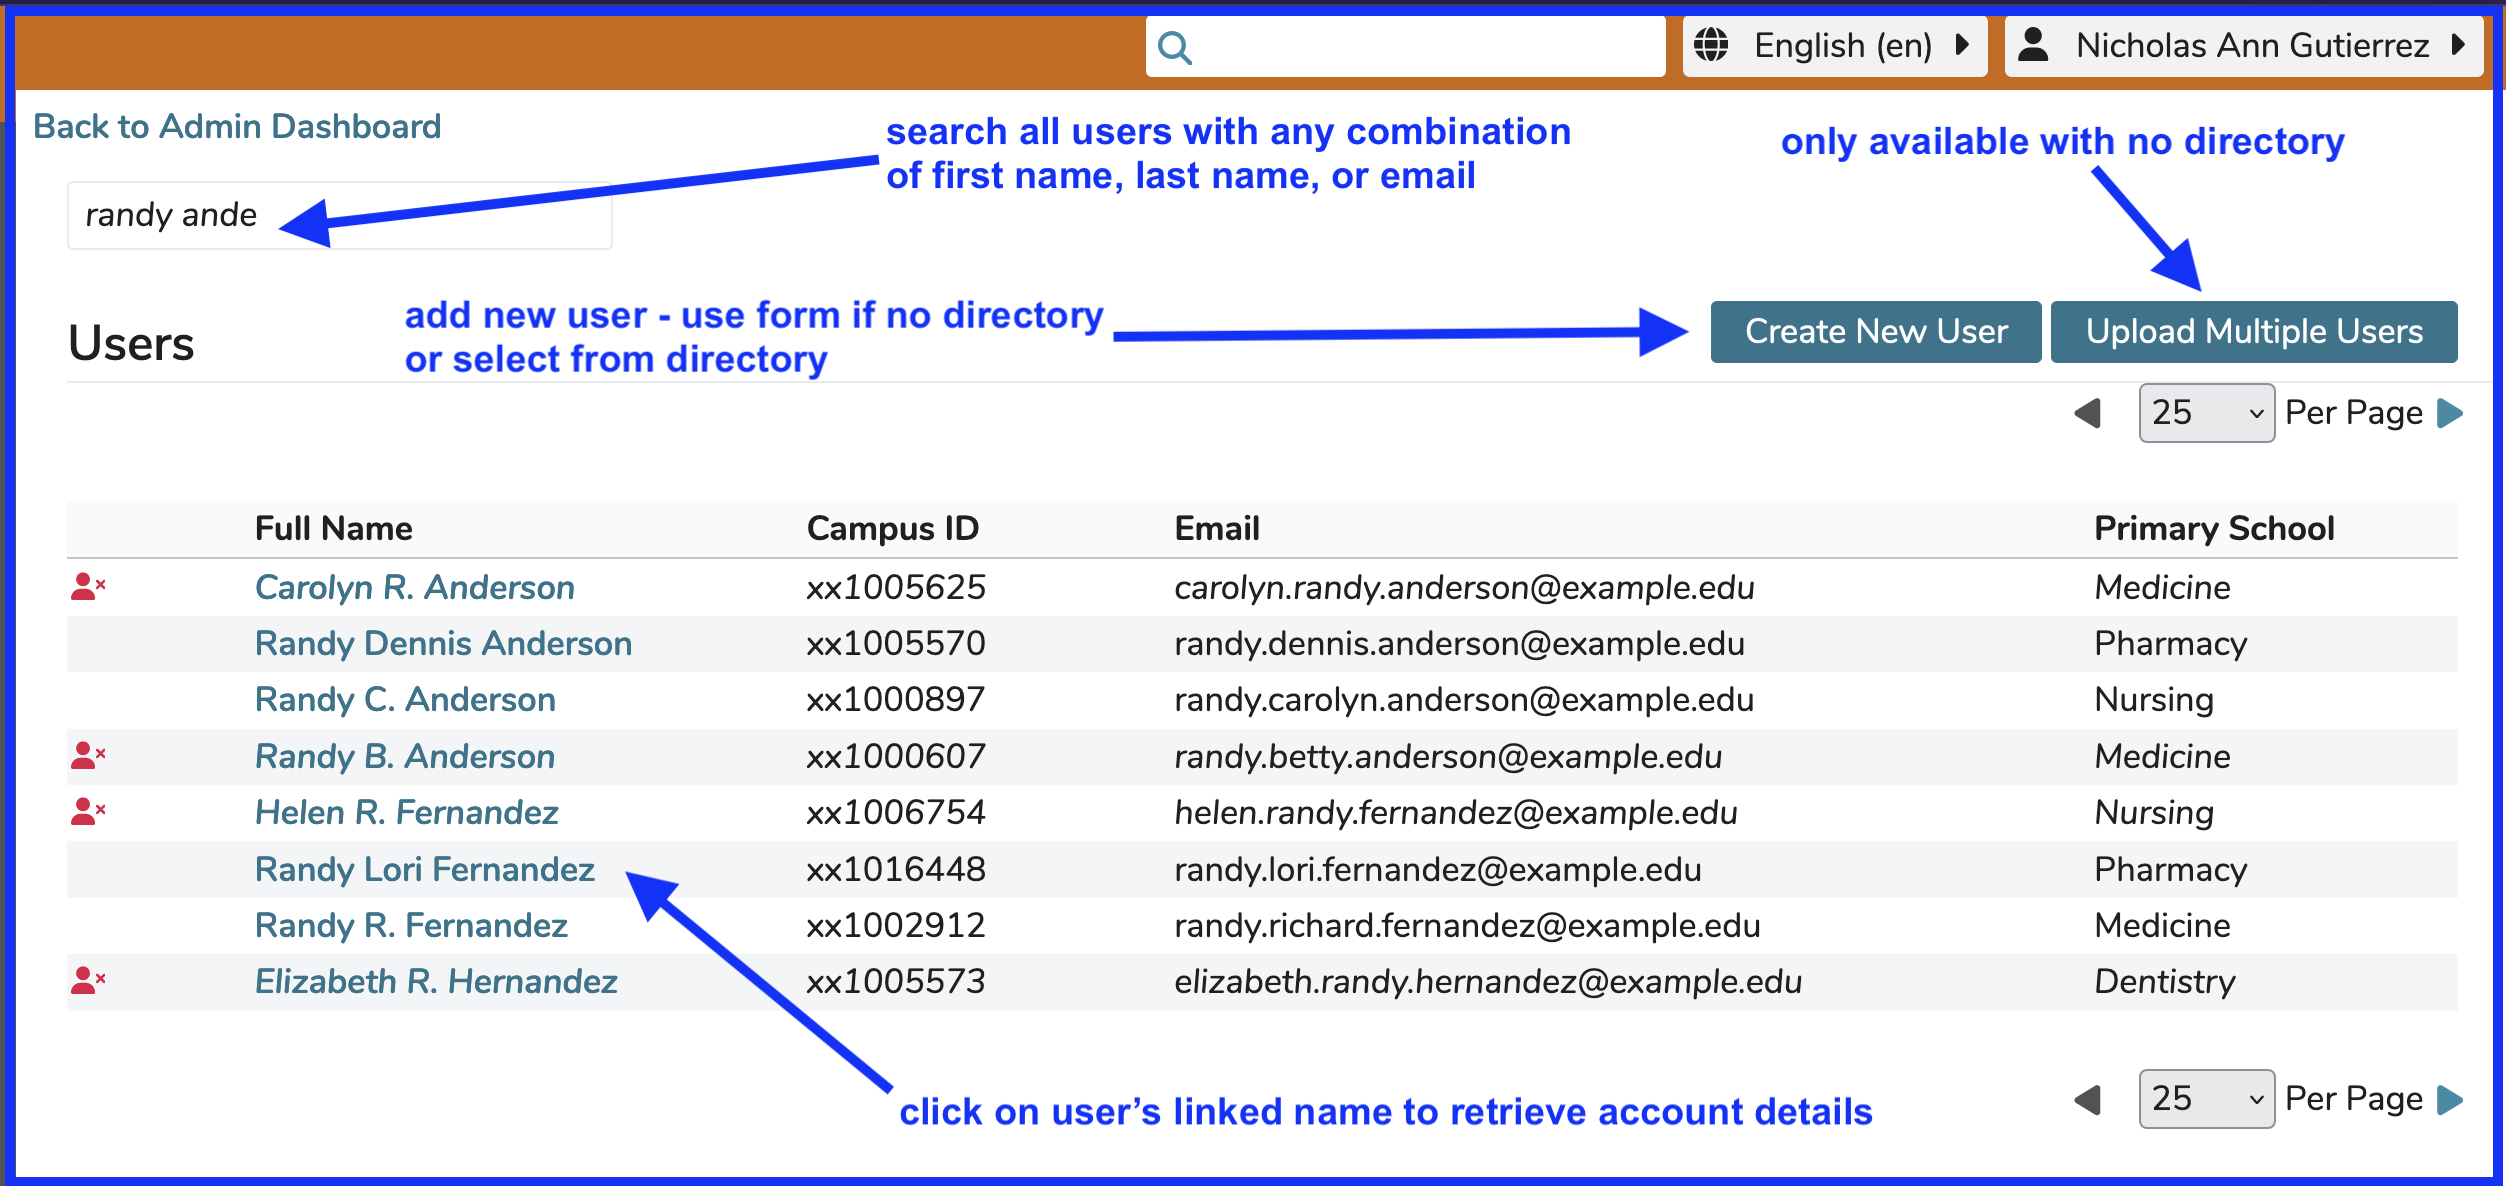 English (en)
Nicholas Ann Gutierrez
Back to Admin Dashboard
search all users with any combination
of first name, last name, or email
only available with no directory
randy ande
add new user - use form if no directory
or select from directory
Users
Create New User
Upload Multiple Users
25 Per Page
Full Name Campus ID Email Primary School
Carolyn R. Anderson xx1005625 carolyn.randy.anderson@example.edu Medicine
Randy Dennis Anderson xx1005570 randy.dennis.anderson@example.edu Pharmacy
Randy C. Anderson xx1000897 randy.carolyn.anderson@example.edu Nursing
Randy B. Anderson xx1000607 randy.betty.anderson@example.edu Medicine
Helen R. Fernandez xx1006754 helen.randy.fernandez@example.edu Nursing
Randy Lori Fernandez xx1016448 randy.lori.fernandez@example.edu Pharmacy
Randy R. Fernandez xx1002912 randy.richard.fernandez@example.edu Medicine
Elizabeth R. Hernandez xx1005573 elizabeth.randy.hernandez@example.edu Dentistry
25 Per Page
click on user’s linked name to retrieve account details